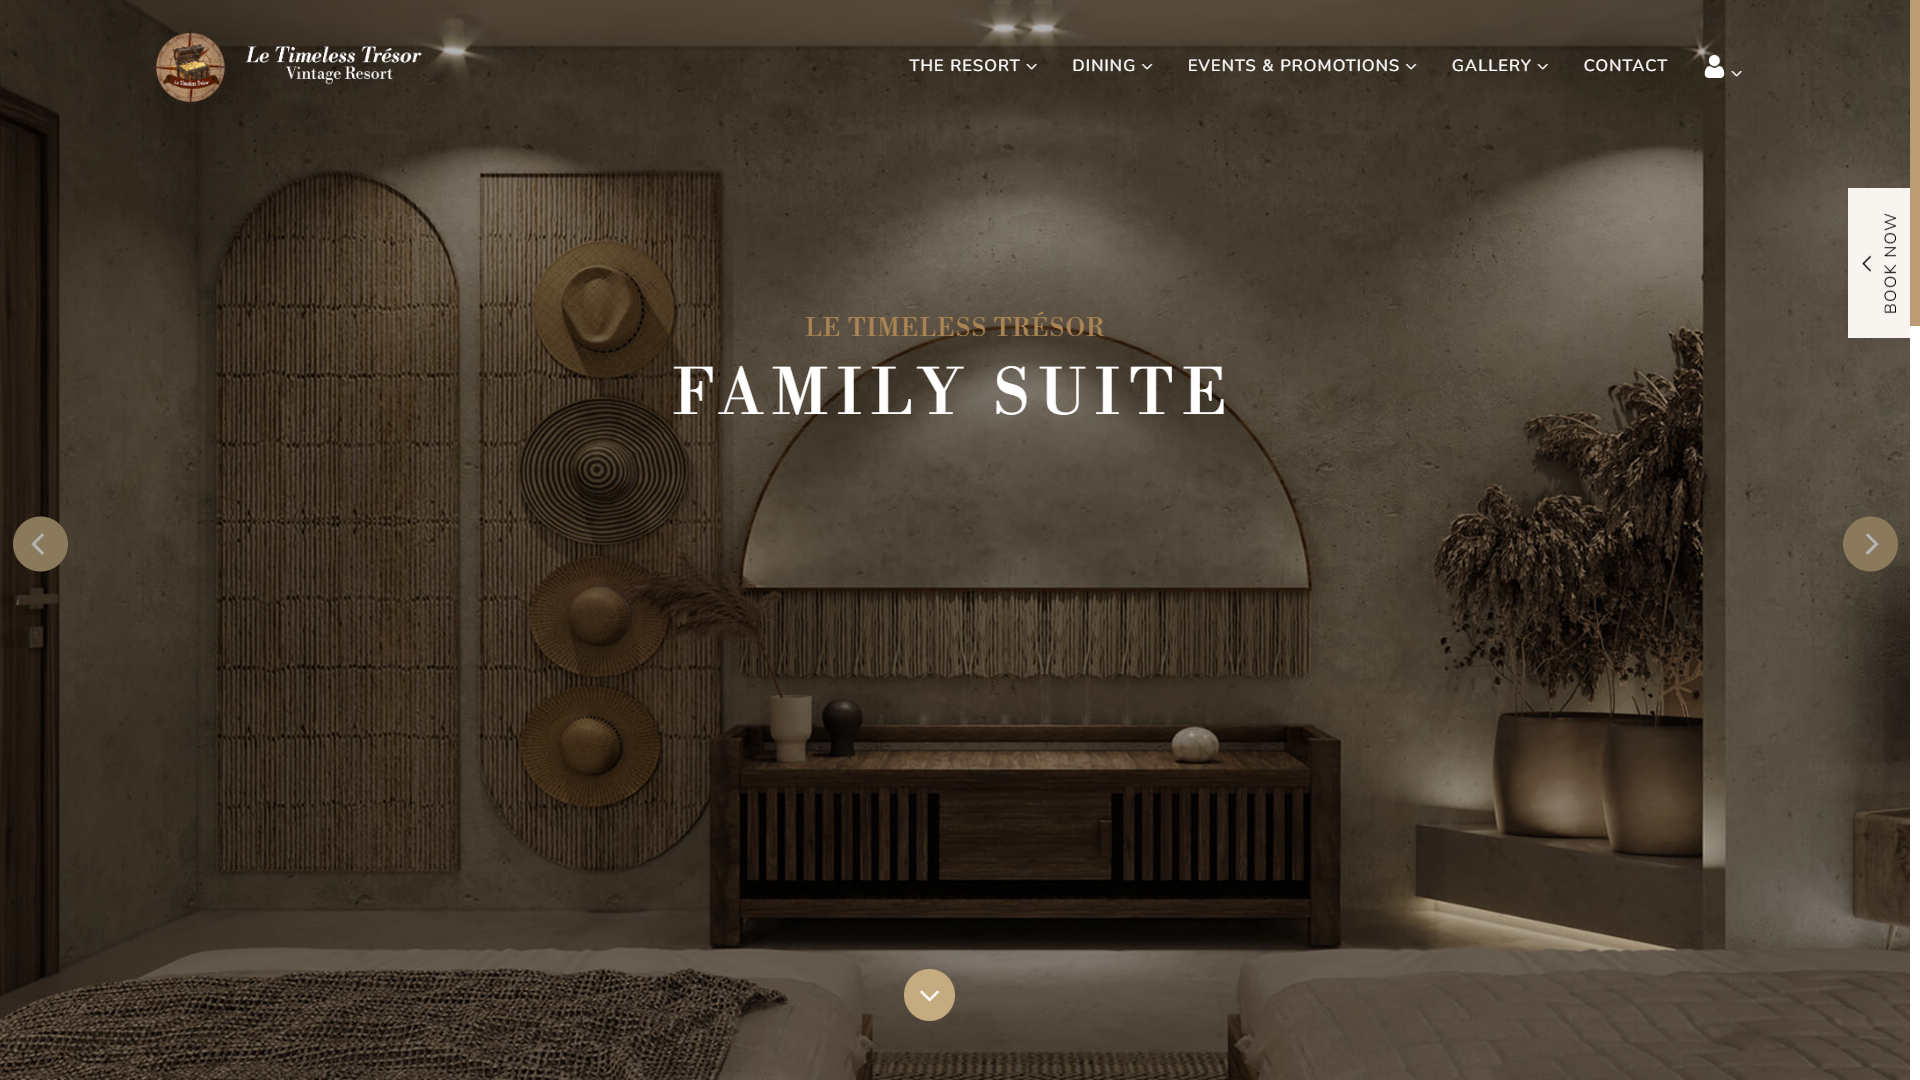 Le Timeless Trésor
Vintage Resort
THE RESORT
DINING
EVENTS & PROMOTIONS
GALLERY
CONTACT
BOOK NOW
LE TIMELESS TRÉSOR
FAMILY SUITE